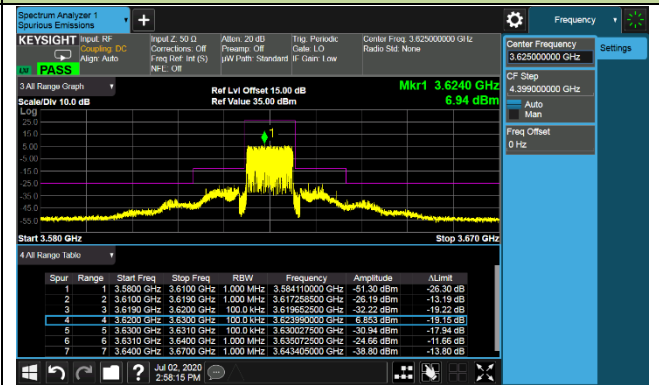 Spectrum Analyzer 1
Spurious Emissions
Frequency
KEYSIGHT
Input: RF
Coupling: DC
Align: Auto
Input Z: 50 Ω
Corrections: Off
Freq Ref: Int (S)
NFE: Off
Atten: 20 dB
Preamp: Off
µW Path: Standard
Trig: Periodic
Gate: LO
IF Gain: Low
Center Freq: 3.625000000 GHz
Radio Std: None
PASS
Center Frequency
3.625000000 GHz
Settings
CF Step
4.399000000 GHz
Auto
Man
Freq Offset
0 Hz
3 All Range Graph
Scale/Div 10.0 dB
Ref Lvl Offset 15.00 dB
Ref Value 35.00 dBm
Mkr1 3.6240 GHz
6.94 dBm
Log
25.0
15.0
5.00
-5.00
-15.0
-25.0
-35.0
-45.0
-55.0
1
Start 3.580 GHz
Stop 3.670 GHz
4 All Range Table
Spur Range Start Freq Stop Freq RBW Frequency Amplitude ΔLimit
1 1 3.5800 GHz 3.6100 GHz 1.000 MHz 3.584110000 GHz -51.30 dBm -26.30 dB
2 2 3.6100 GHz 3.6190 GHz 1.000 MHz 3.617258500 GHz -26.19 dBm -13.19 dB
3 3 3.6190 GHz 3.6200 GHz 100.0 kHz 3.619652500 GHz -32.22 dBm -19.22 dB
4 4 3.6200 GHz 3.6300 GHz 100.0 kHz 3.623990000 GHz 6.853 dBm -19.15 dB
5 5 3.6300 GHz 3.6310 GHz 100.0 kHz 3.630027500 GHz -30.94 dBm -17.94 dB
6 6 3.6310 GHz 3.6400 GHz 1.000 MHz 3.635072500 GHz -24.66 dBm -11.66 dB
7 7 3.6400 GHz 3.6700 GHz 1.000 MHz 3.643405000 GHz -38.80 dBm -13.80 dB
Jul 02, 2020
2:58:15 PM